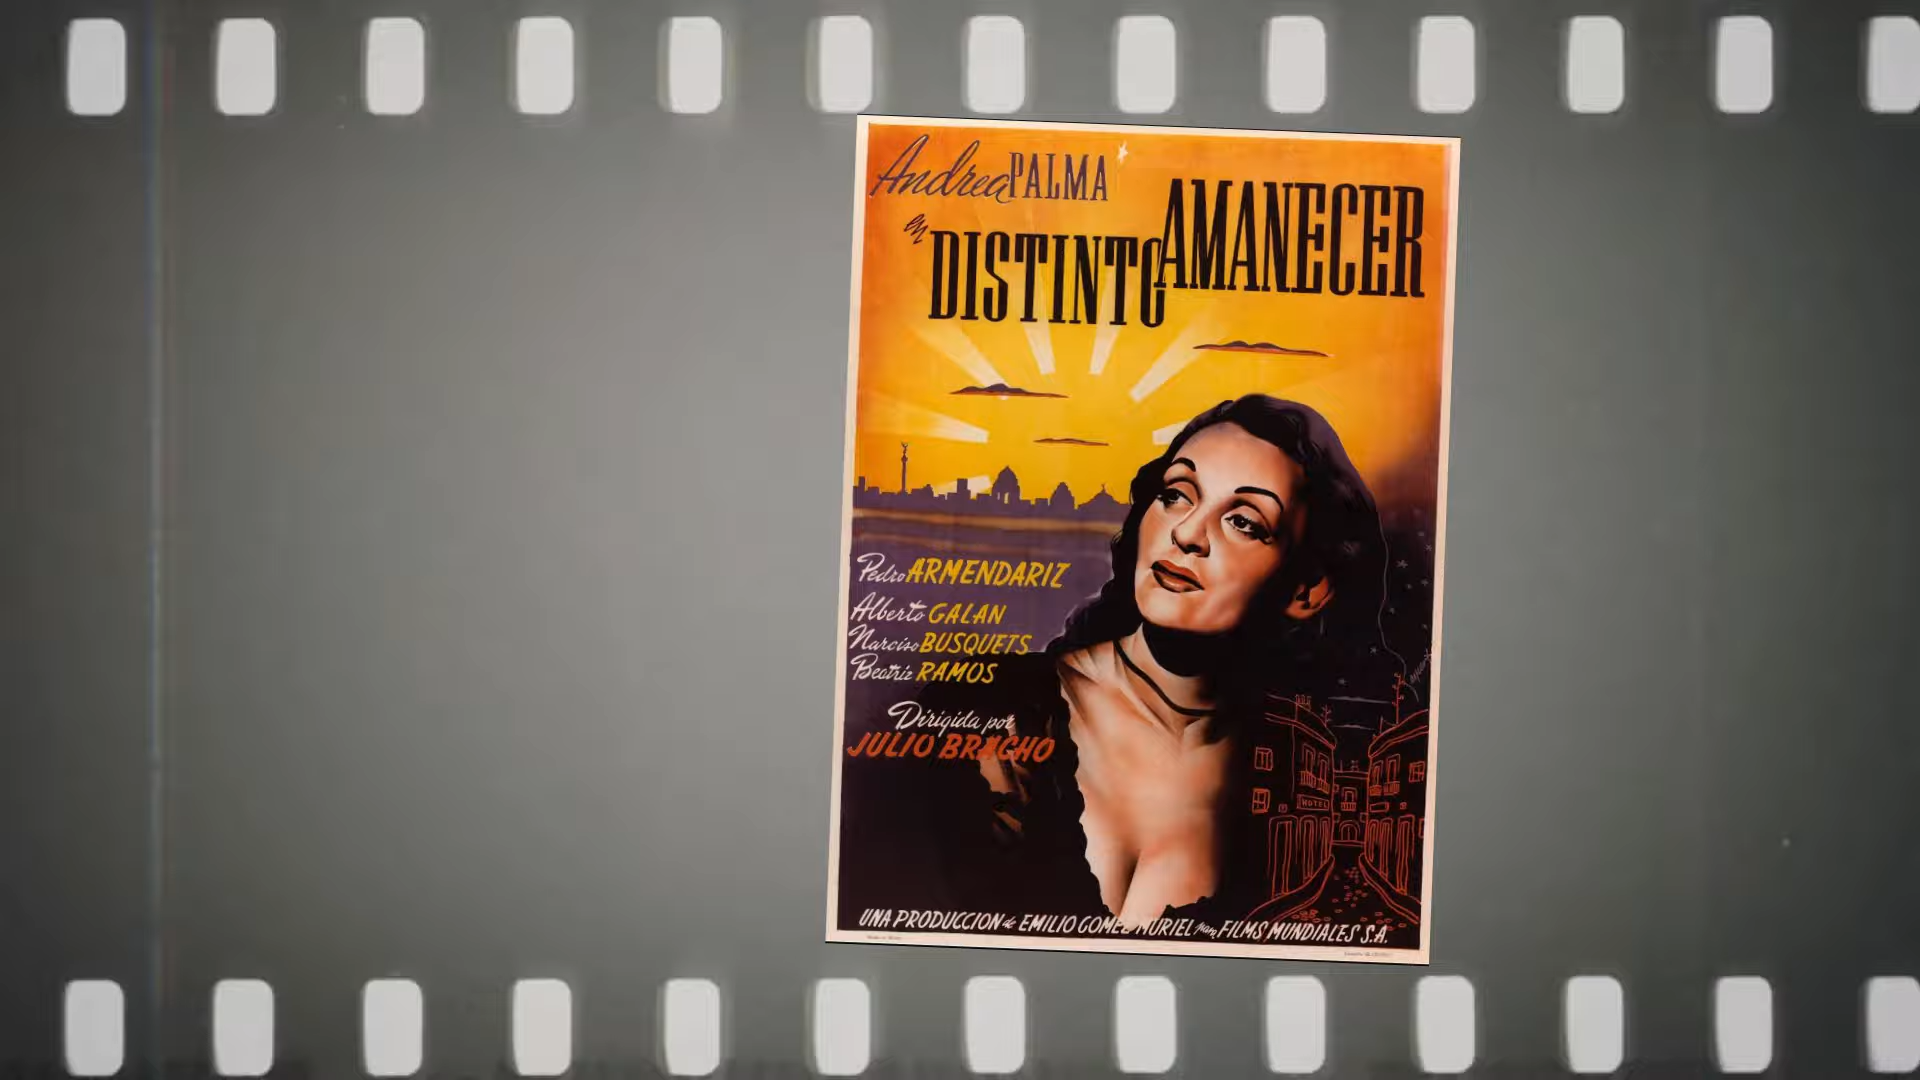 Andrea PALMA
en
DISTINTO AMANECER
Pedro ARMENDARIZ
Alberto GALAN
Narciso BUSQUETS
Beatriz RAMOS
Dirigida por
JULIO BRACHO
HOTEL
UNA PRODUCCION de EMILIO GOMEZ MURIEL para FILMS MUNDIALES S.A.